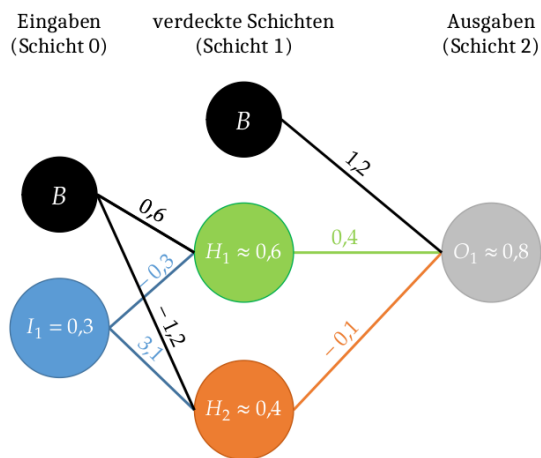 Eingaben
(Schicht 0)
verdeckte Schichten
(Schicht 1)
Ausgaben
(Schicht 2)
B
B
1,2
0,6
H₁ ≈ 0,6
0,4
O₁ ≈ 0,8
− 0,3
I₁ = 0,3
− 1,2
3,1
− 0,1
H₂ ≈ 0,4